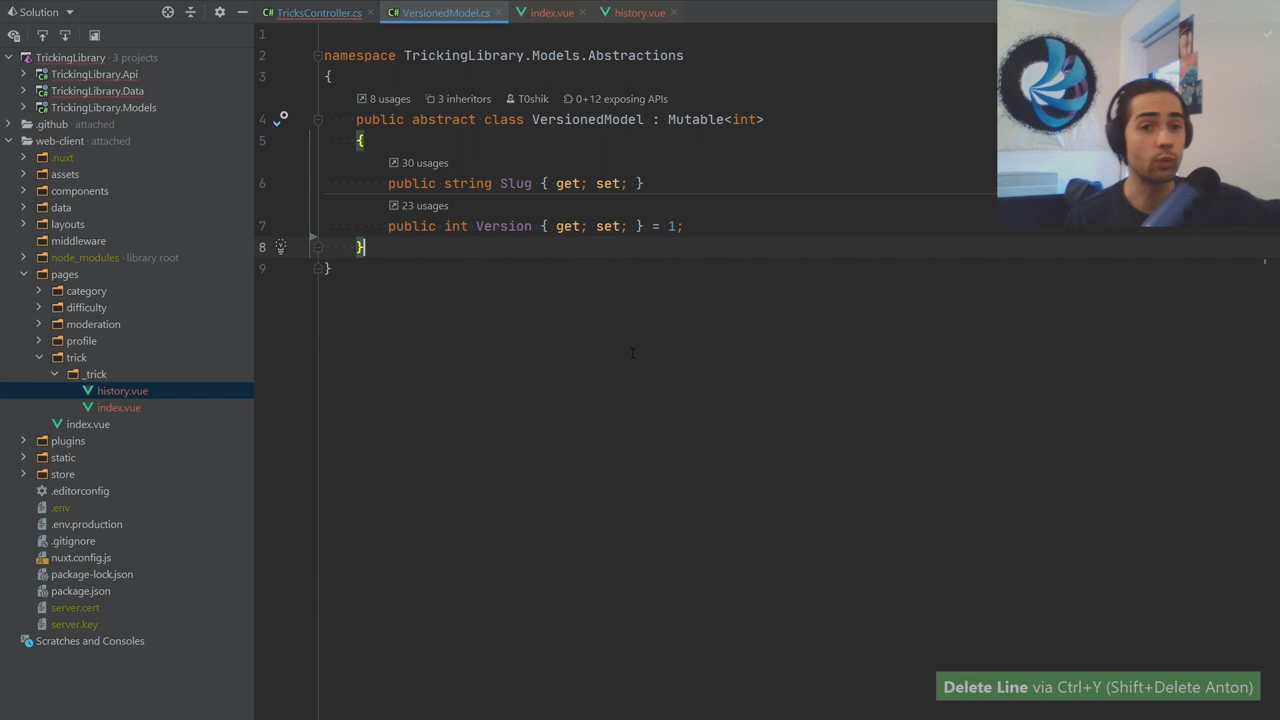 Solution
TricksController.cs
VersionedModel.cs
index.vue
history.vue
TrickingLibrary · 3 projects
TrickingLibrary.Api
TrickingLibrary.Data
TrickingLibrary.Models
.github attached
web-client attached
.nuxt
assets
components
data
layouts
middleware
node_modules library root
pages
category
difficulty
moderation
profile
trick
_trick
history.vue
index.vue
index.vue
plugins
static
store
.editorconfig
.env
.env.production
.gitignore
nuxt.config.js
package-lock.json
package.json
server.cert
server.key
Scratches and Consoles
1
2 namespace TrickingLibrary.Models.Abstractions
3 {
8 usages 3 inheritors T0shik 0+12 exposing APIs
4 public abstract class VersionedModel : Mutable<int>
5 {
30 usages
6 public string Slug { get; set; }
23 usages
7 public int Version { get; set; } = 1;
8 }
9 }
Delete Line via Ctrl+Y (Shift+Delete Anton)